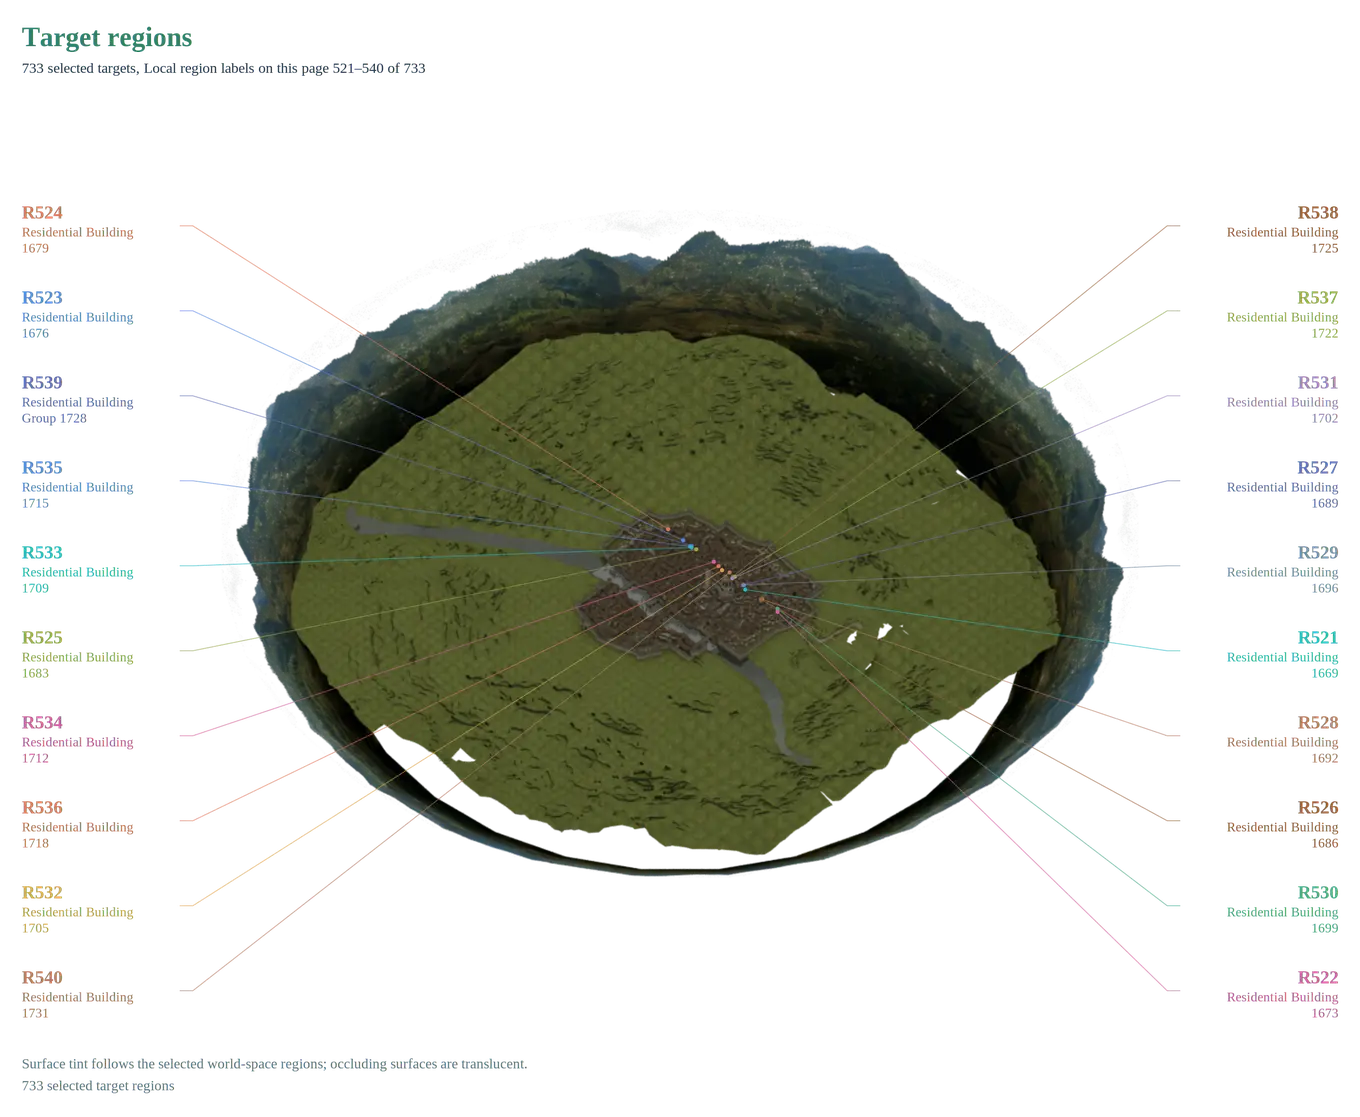 Target regions
733 selected targets, Local region labels on this page 521–540 of 733
R524
Residential Building
1679
R523
Residential Building
1676
R539
Residential Building
Group 1728
R535
Residential Building
1715
R533
Residential Building
1709
R525
Residential Building
1683
R534
Residential Building
1712
R536
Residential Building
1718
R532
Residential Building
1705
R540
Residential Building
1731
R538
Residential Building
1725
R537
Residential Building
1722
R531
Residential Building
1702
R527
Residential Building
1689
R529
Residential Building
1696
R521
Residential Building
1669
R528
Residential Building
1692
R526
Residential Building
1686
R530
Residential Building
1699
R522
Residential Building
1673
Surface tint follows the selected world-space regions; occluding surfaces are translucent.
733 selected target regions